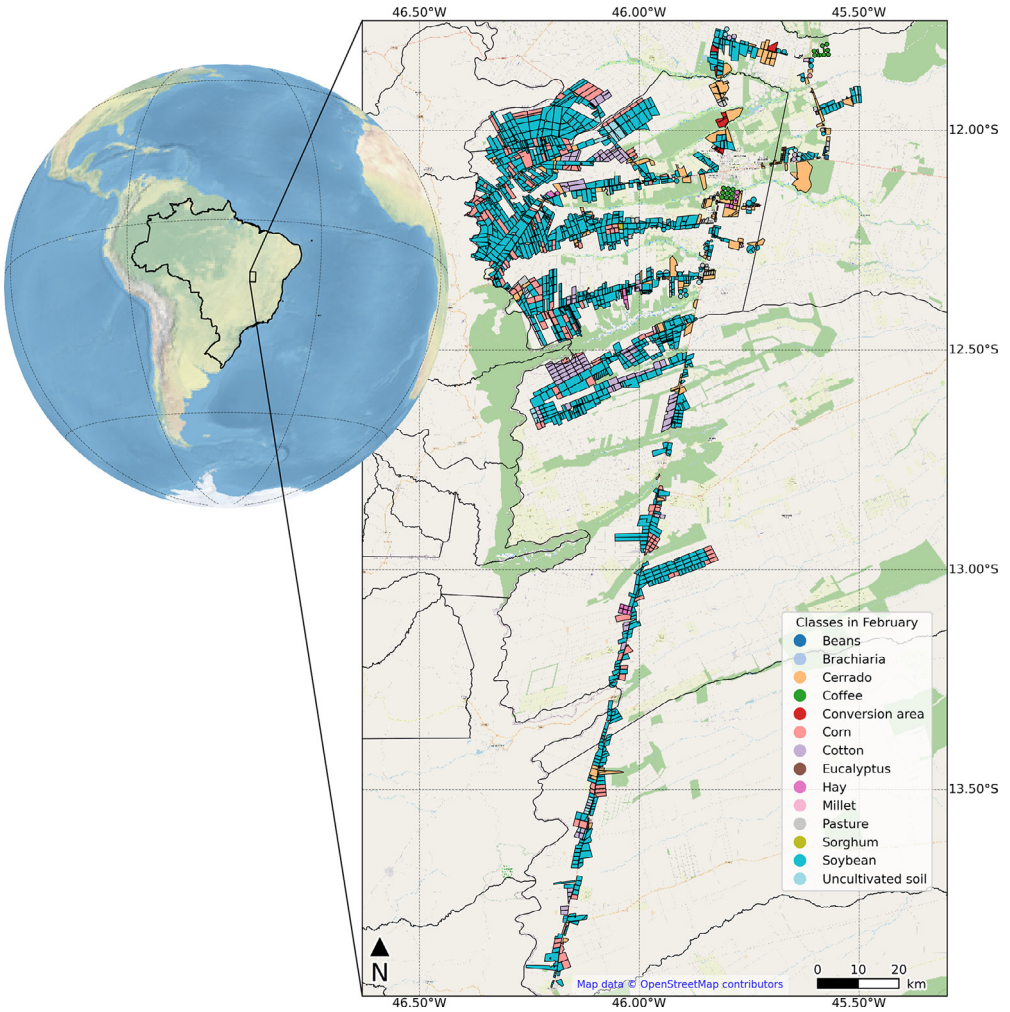 46.50°W 46.00°W 45.50°W
12.00°S
12.50°S
13.00°S
Classes in February
Beans
Brachiaria
Cerrado
Coffee
Conversion area
Corn
Cotton
Eucalyptus
Hay
Millet
Pasture
Sorghum
Soybean
Uncultivated soil
13.50°S
N
0 10 20
km
Map data © OpenStreetMap contributors
46.50°W 46.00°W 45.50°W